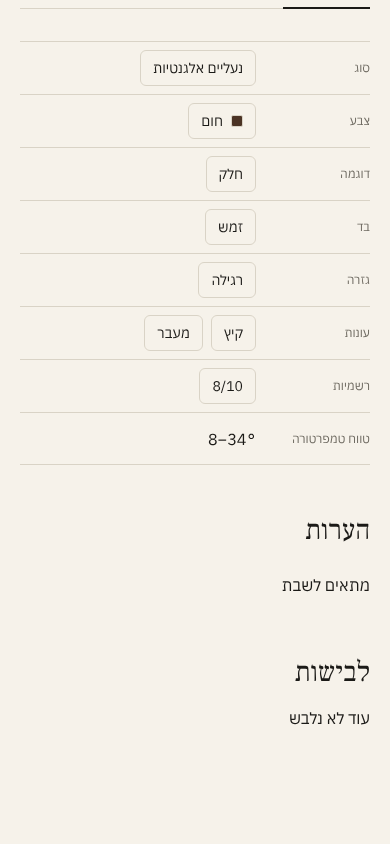 סוג נעליים אלגנטיות
צבע חום
דוגמה חלק
בד זמש
גזרה רגילה
עונות קיץ מעבר
רשמיות 8/10
טווח טמפרטורה 8–34°
הערות
מתאים לשבת
לבישות
עוד לא נלבש